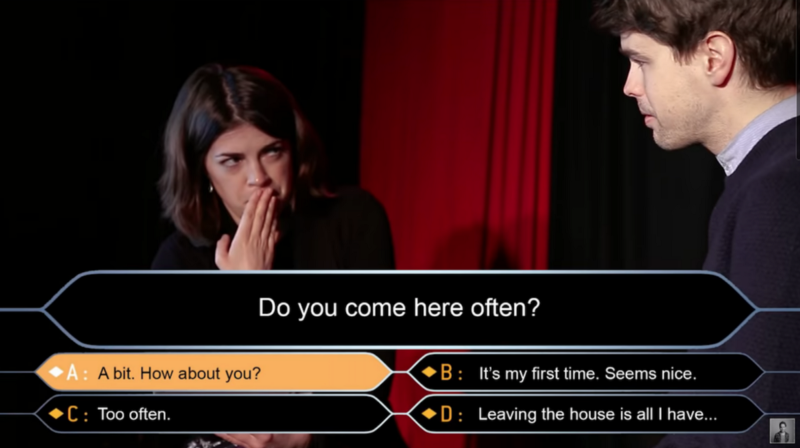 Do you come here often?
A: A bit. How about you?
B: It's my first time. Seems nice.
C: Too often.
D: Leaving the house is all I have...